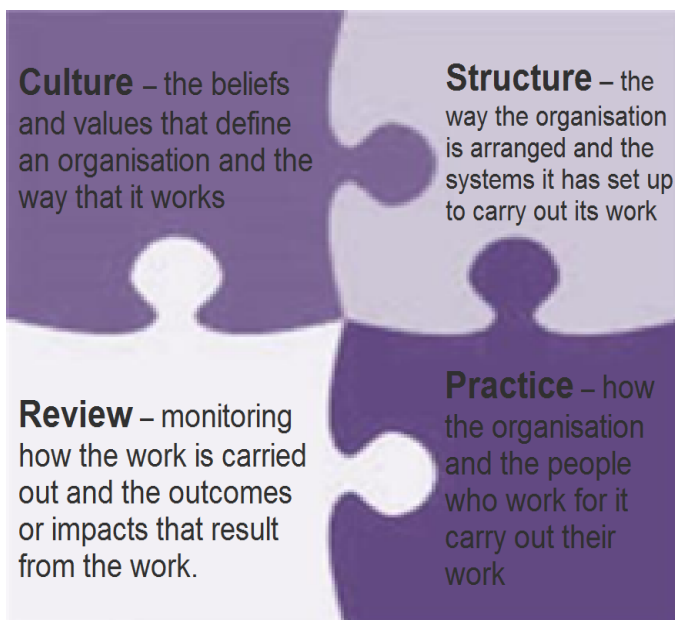 Culture – the beliefs
and values that define
an organisation and the
way that it works
Structure – the
way the organisation
is arranged and the
systems it has set up
to carry out its work
Review – monitoring
how the work is carried
out and the outcomes
or impacts that result
from the work.
Practice – how
the organisation
and the people
who work for it
carry out their
work